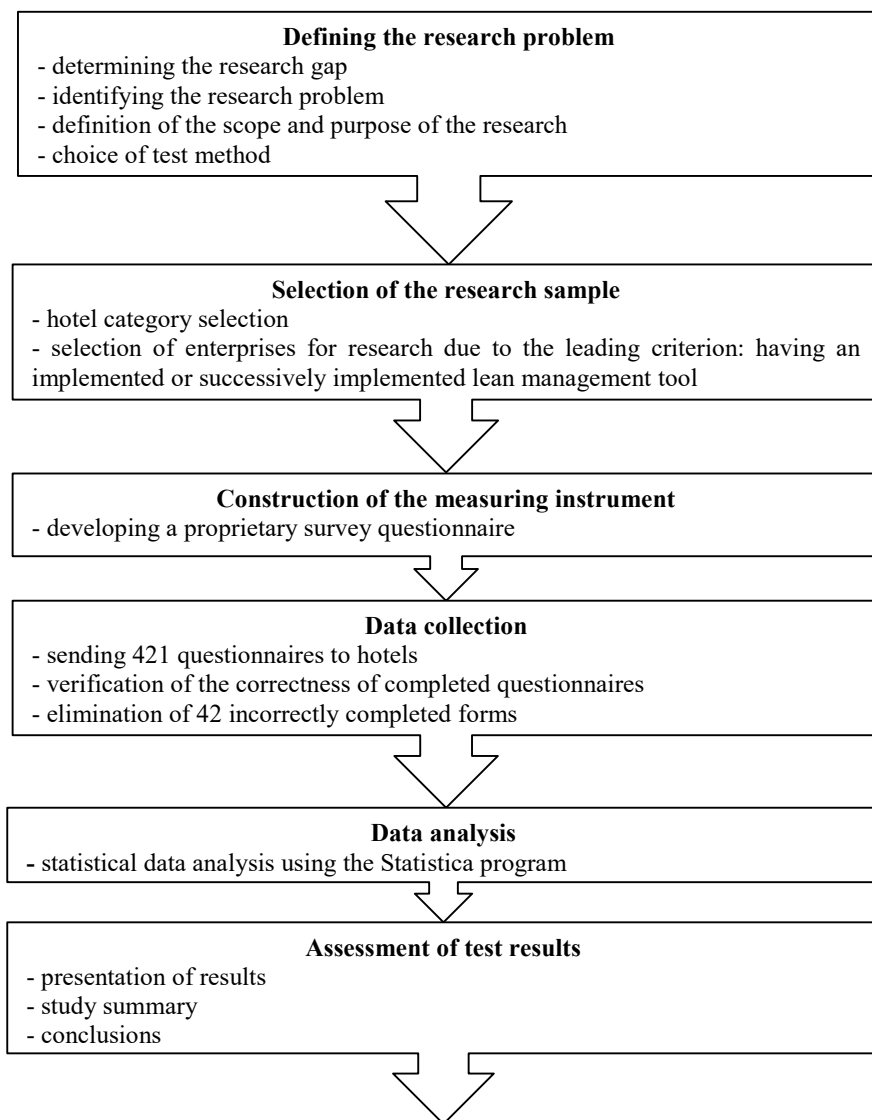 Defining the research problem
- determining the research gap
- identifying the research problem
- definition of the scope and purpose of the research
- choice of test method
Selection of the research sample
- hotel category selection
- selection of enterprises for research due to the leading criterion: having an
implemented or successively implemented lean management tool
Construction of the measuring instrument
- developing a proprietary survey questionnaire
Data collection
- sending 421 questionnaires to hotels
- verification of the correctness of completed questionnaires
- elimination of 42 incorrectly completed forms
Data analysis
- statistical data analysis using the Statistica program
Assessment of test results
- presentation of results
- study summary
- conclusions